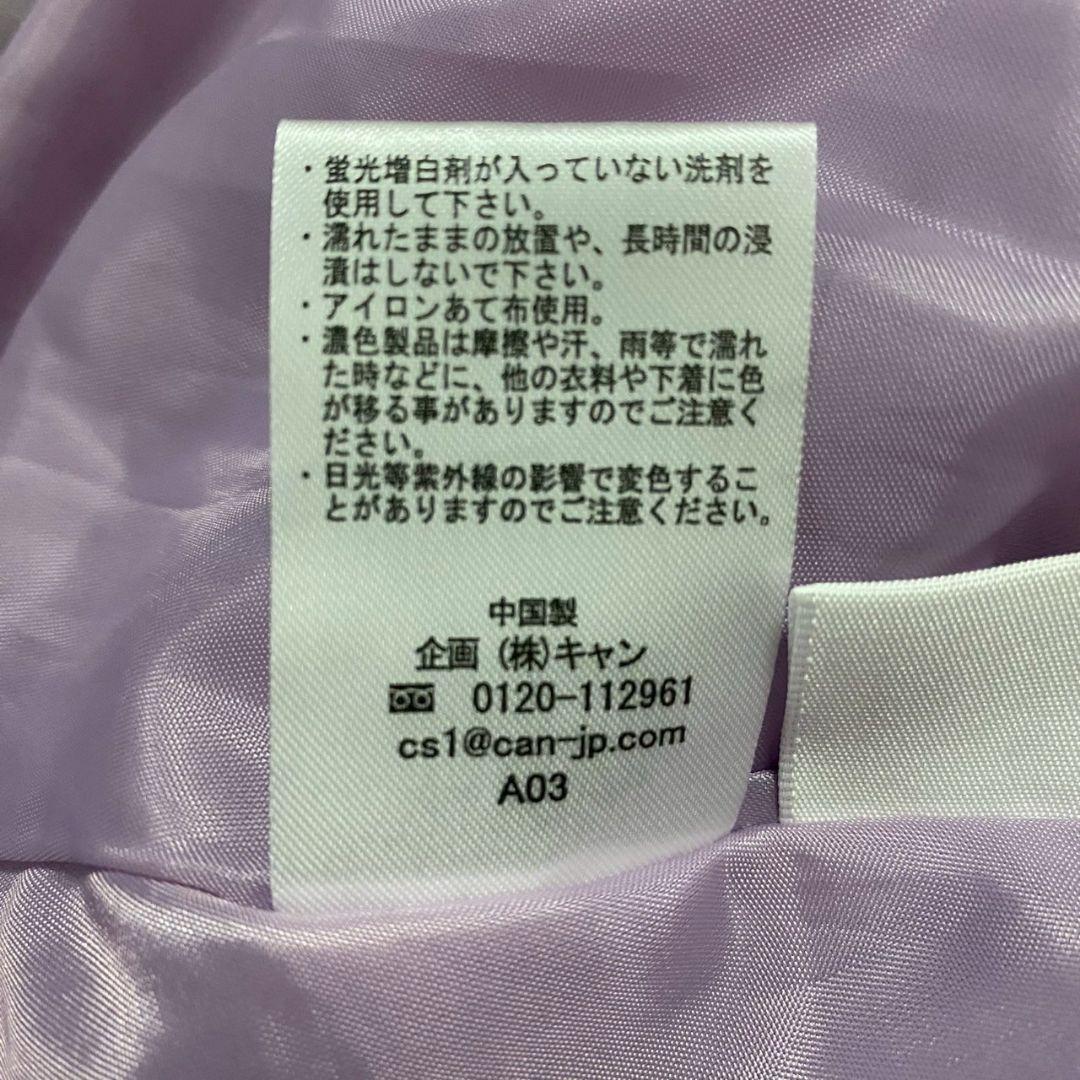 ・蛍光増白剤が入っていない洗剤を
使用して下さい。
・濡れたままの放置や、長時間の浸
漬はしないで下さい。
・アイロンあて布使用。
・濃色製品は摩擦や汗、雨等で濡れ
た時などに、他の衣料や下着に色
が移る事がありますのでご注意く
ださい。
・日光等紫外線の影響で変色するこ
とがありますのでご注意ください。
中国製
企画 (株)キャン
0120-112961
cs1@can-jp.com
A03